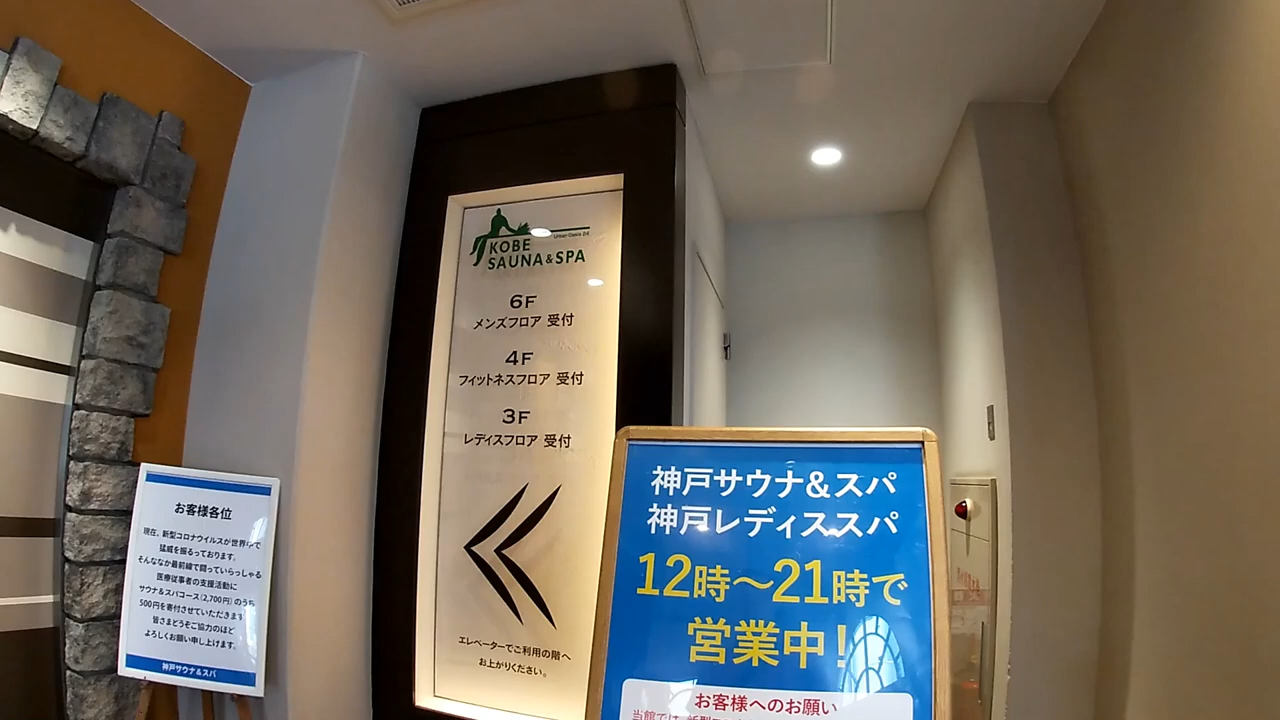 お客様各位
現在、新型コロナウイルスが世界中で
猛威を振るっております。
そんななか最前線で闘っていらっしゃる
医療従事者の支援活動に
サウナ&スパコース(2,700円)のうち
500円を寄付させていただきます
皆さまどうぞご協力のほど
よろしくお願い申し上げます。
神戸サウナ&スパ
Urban Oasis 24
KOBE
SAUNA&SPA
6F
メンズフロア 受付
4F
フィットネスフロア 受付
3F
レディスフロア 受付
エレベーターでご利用の階へ
お上がりください。
神戸サウナ&スパ
神戸レディススパ
12時～21時で
営業中!
お客様へのお願い
当館では